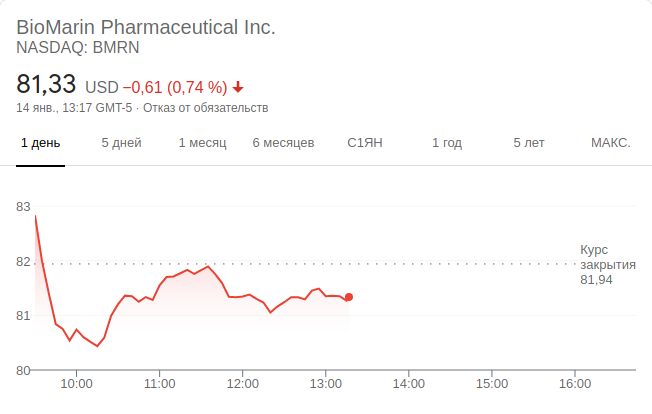 BioMarin Pharmaceutical Inc.
NASDAQ: BMRN
81,33 USD −0,61 (0,74 %)
14 янв., 13:17 GMT-5 · Отказ от обязательств
1 день 5 дней 1 месяц 6 месяцев С1ЯН 1 год 5 лет МАКС.
83
82
81
80
Курс
закрытия
81,94
10:00 11:00 12:00 13:00 14:00 15:00 16:00